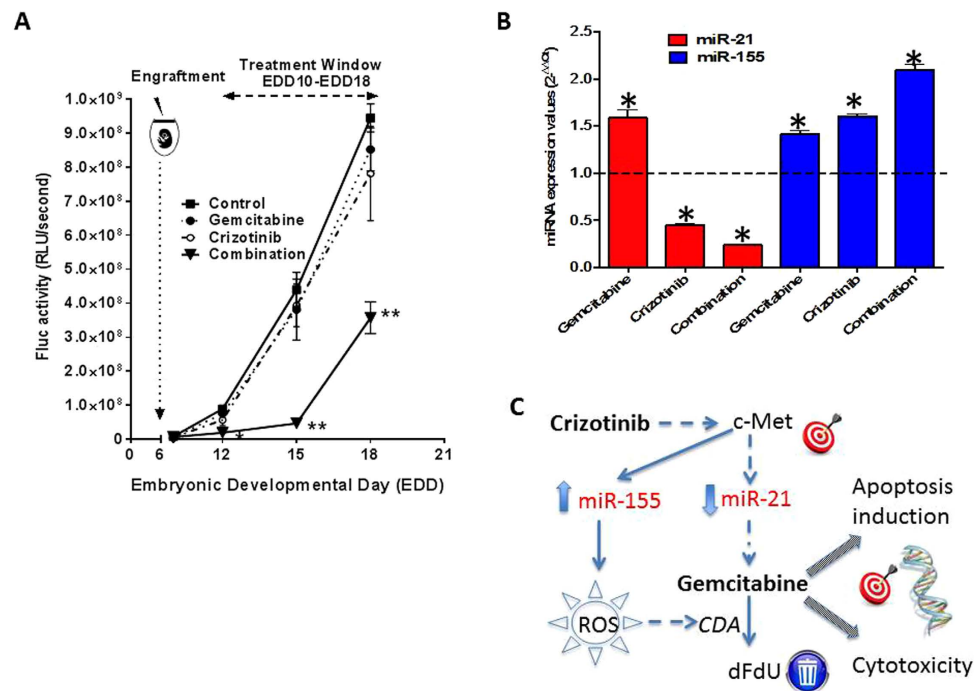 A
Engraftment
Treatment Window
EDD10-EDD18
Fluc activity (RLU/second)
1.0×10⁹
9.0×10⁸
8.0×10⁸
7.0×10⁸
6.0×10⁸
5.0×10⁸
4.0×10⁸
3.0×10⁸
2.0×10⁸
1.0×10⁸
0
Control
Gemcitabine
Crizotinib
Combination
**
**
*
0 6 12 15 18 21
Embryonic Developmental Day (EDD)
B
miRNA expression values (2^-ΔΔCt)
2.5
2.0
1.5
1.0
0.5
0.0
miR-21
miR-155
* * * * * *
Gemcitabine
Crizotinib
Combination
Gemcitabine
Crizotinib
Combination
C
Crizotinib c-Met
miR-155 miR-21
Apoptosis
induction
Gemcitabine
ROS CDA
dFdU Cytotoxicity